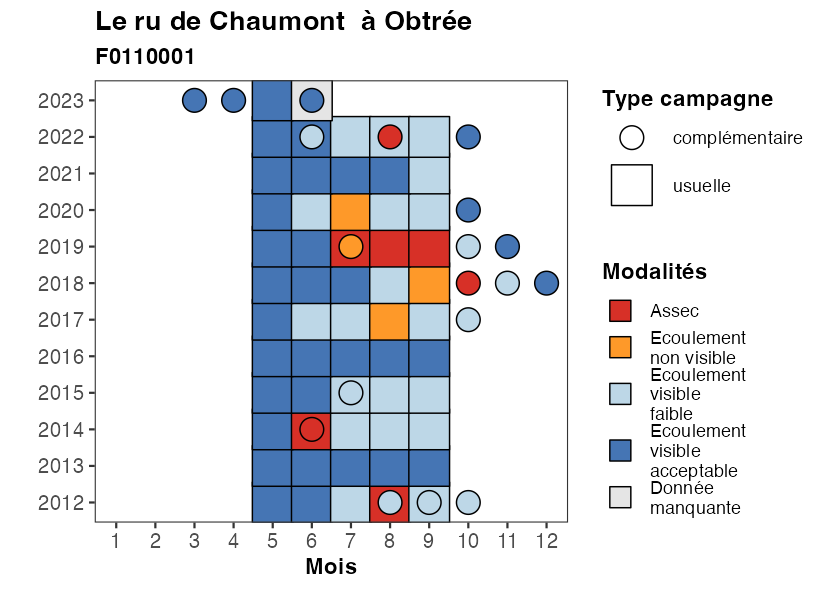 Le ru de Chaumont  à Obtrée
F0110001
2023
2022
2021
2020
2019
2018
2017
2016
2015
2014
2013
2012
1 2 3 4 5 6 7 8 9 10 11 12
Mois
Type campagne
complémentaire
usuelle
Modalités
Assec
Ecoulement
non visible
Ecoulement
visible
faible
Ecoulement
visible
acceptable
Donnée
manquante